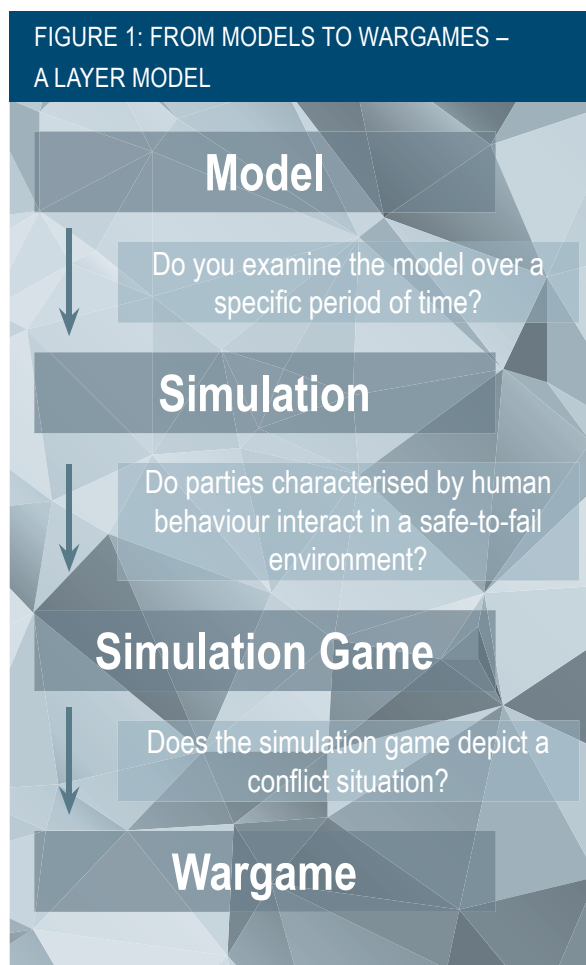 FIGURE 1: FROM MODELS TO WARGAMES –
A LAYER MODEL
Model
Do you examine the model over a
specific period of time?
Simulation
Do parties characterised by human
behaviour interact in a safe-to-fail
environment?
Simulation Game
Does the simulation game depict a
conflict situation?
Wargame